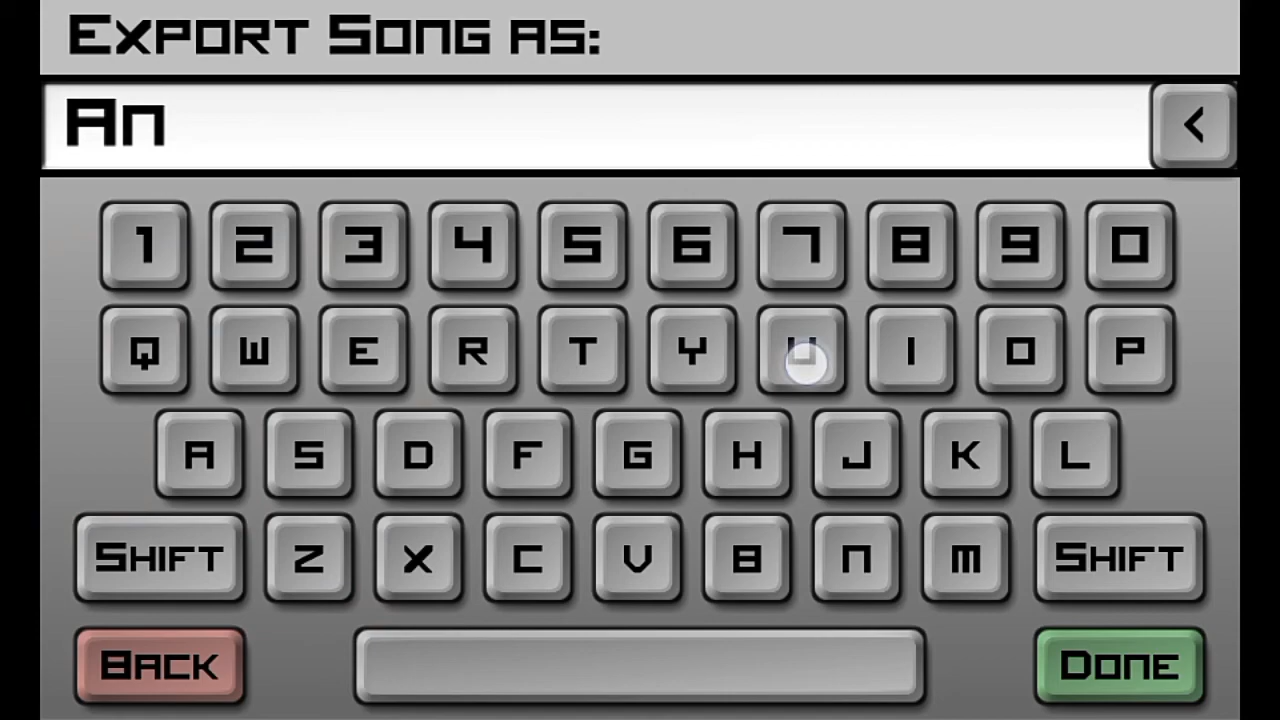 Export Song as:
An
<
1 2 3 4 5 6 7 8 9 0
Q W E R T Y U I O P
A S D F G H J K L
Shift Z X C V B N M Shift
Back Done